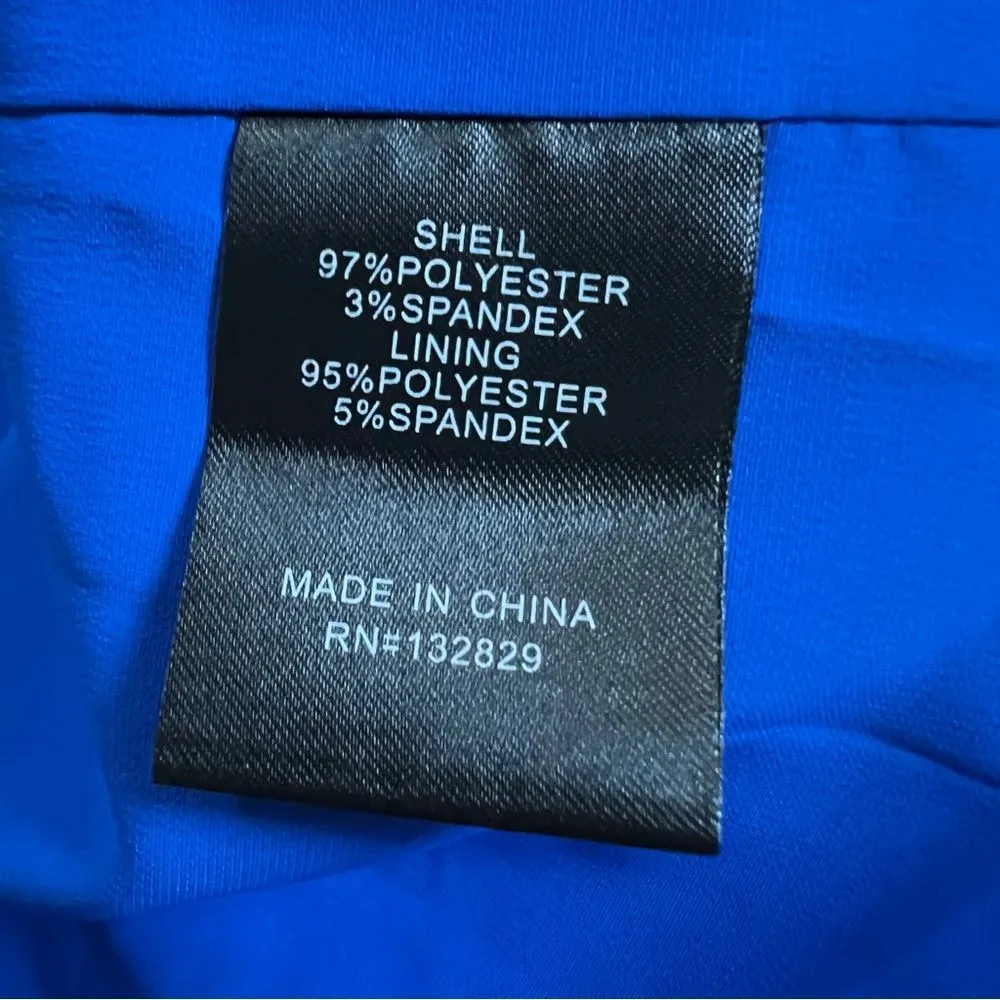 SHELL
97%POLYESTER
3%SPANDEX
LINING
95%POLYESTER
5%SPANDEX
MADE IN CHINA
RN#132829